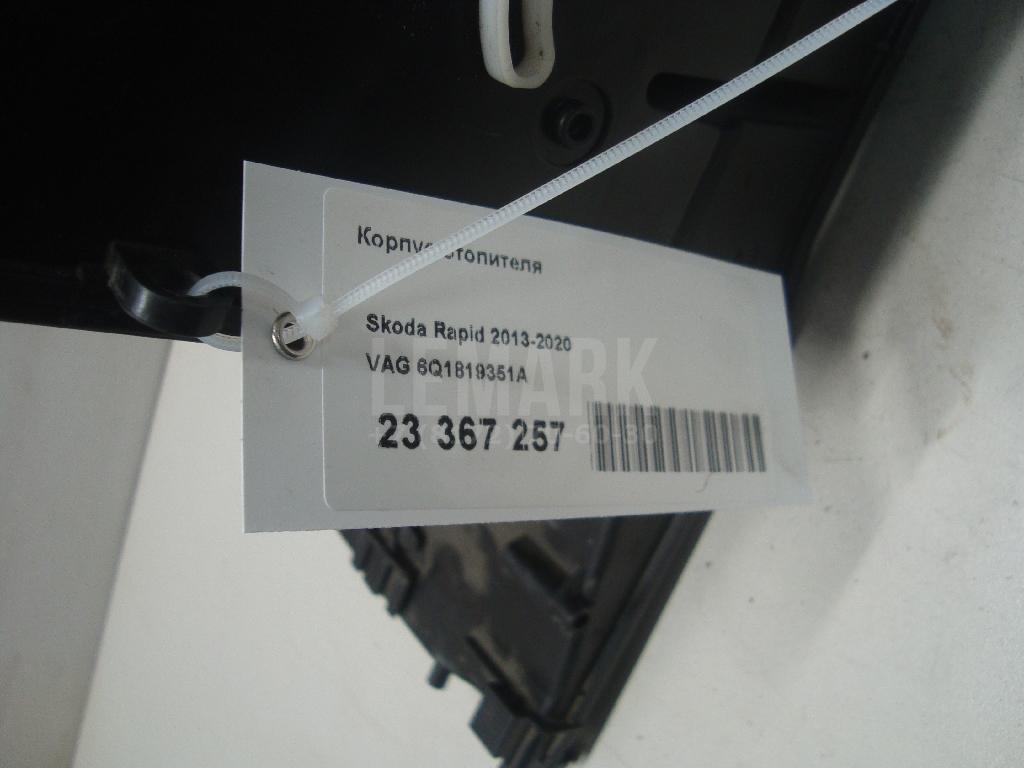 Корпус отопителя
Skoda Rapid 2013-2020
VAG 6Q1819351A
LEMARK
23 367 257